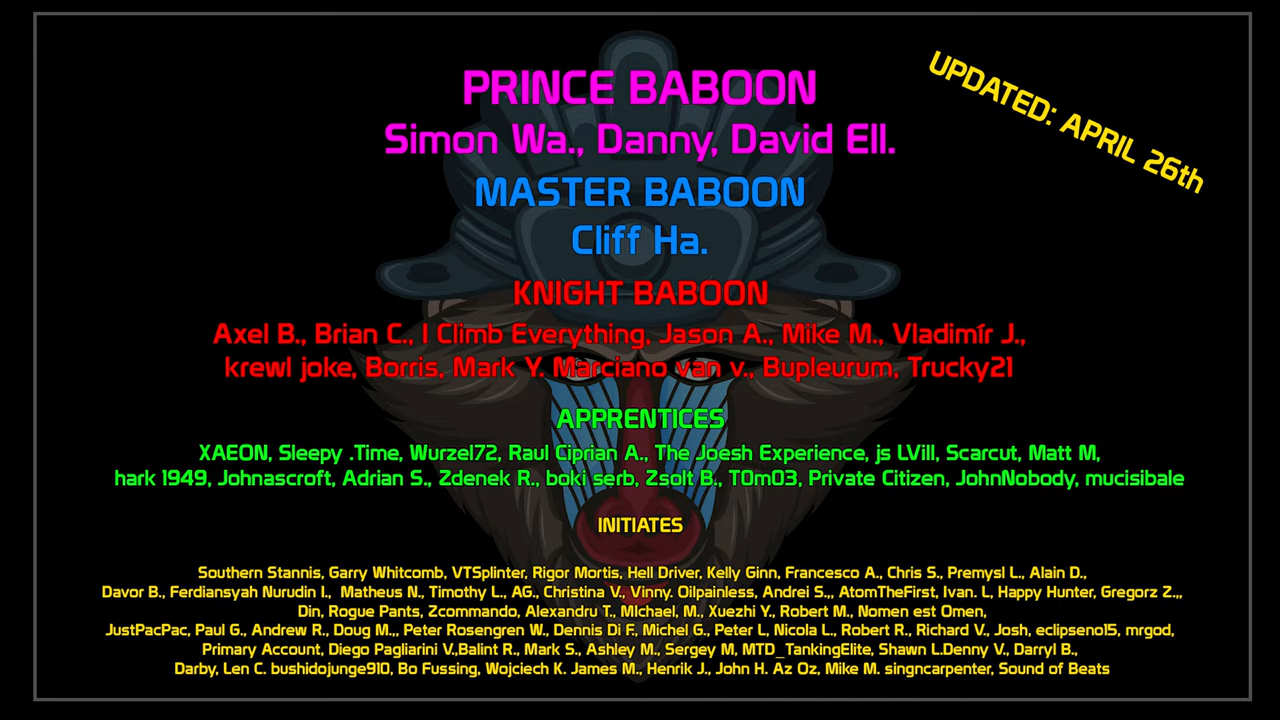 PRINCE BABOON
UPDATED: APRIL 26th
Simon Wa., Danny, David Ell.
MASTER BABOON
Cliff Ha.
KNIGHT BABOON
Axel B., Brian C., I Climb Everything, Jason A., Mike M., Vladimír J.,
krewl joke, Borris, Mark Y. Marciano van v., Bupleurum, Trucky21
APPRENTICES
XAEON, Sleepy .Time, Wurzel72, Raul Ciprian A., The Joesh Experience, js LVill, Scarcut, Matt M,
hark 1949, Johnascroft, Adrian S., Zdenek R., boki serb, Zsolt B., T0m03, Private Citizen, JohnNobody, mucisibale
INITIATES
Southern Stannis, Garry Whitcomb, VTSplinter, Rigor Mortis, Hell Driver, Kelly Ginn, Francesco A., Chris S., Premysl L., Alain D.,
Davor B., Ferdiansyah Nurudin I., Matheus N., Timothy L., AG., Christina V., Vinny. Oilpainless, Andrei S.,, AtomTheFirst, Ivan. L, Happy Hunter, Gregorz Z.,,
Din, Rogue Pants, Zcommando, Alexandru T., MIchael, M., Xuezhi Y., Robert M., Nomen est Omen,
JustPacPac, Paul G., Andrew R., Doug M.,, Peter Rosengren W., Dennis Di F., Michel G., Peter L, Nicola L., Robert R., Richard V., Josh, eclipseno15, mrgod,
Primary Account, Diego Pagliarini V.,Balint R., Mark S., Ashley M., Sergey M, MTD_TankingElite, Shawn L.Denny V., Darryl B.,
Darby, Len C. bushidojunge910, Bo Fussing, Wojciech K. James M., Henrik J., John H. Az Oz, Mike M. singncarpenter, Sound of Beats